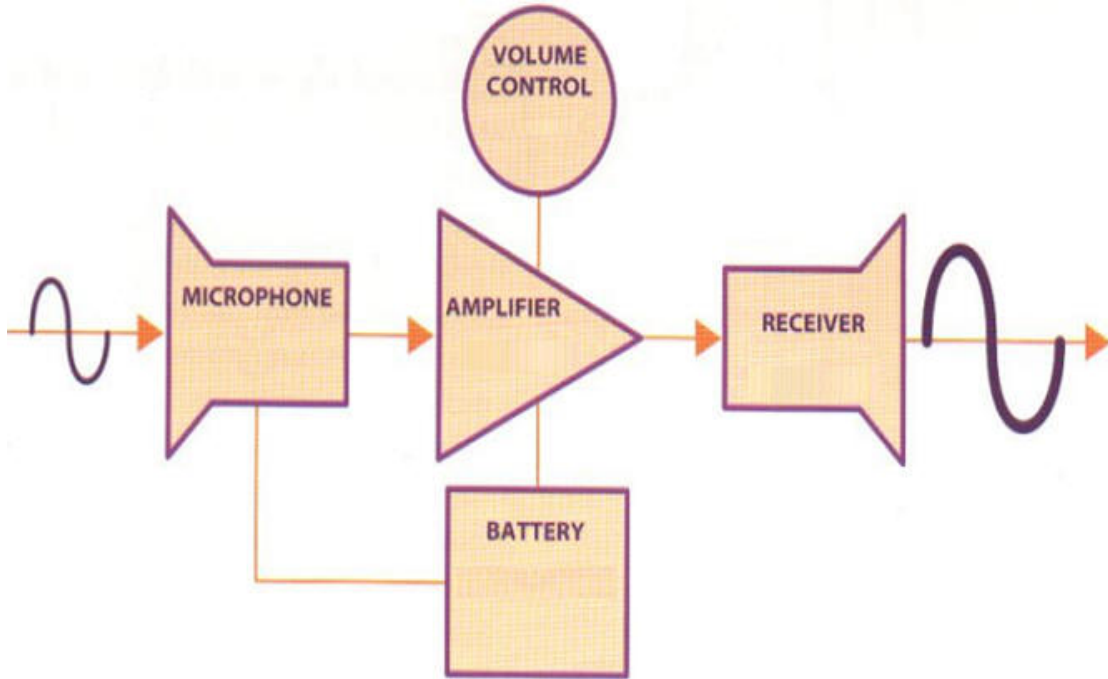 VOLUME
CONTROL
MICROPHONE
AMPLIFIER
RECEIVER
BATTERY